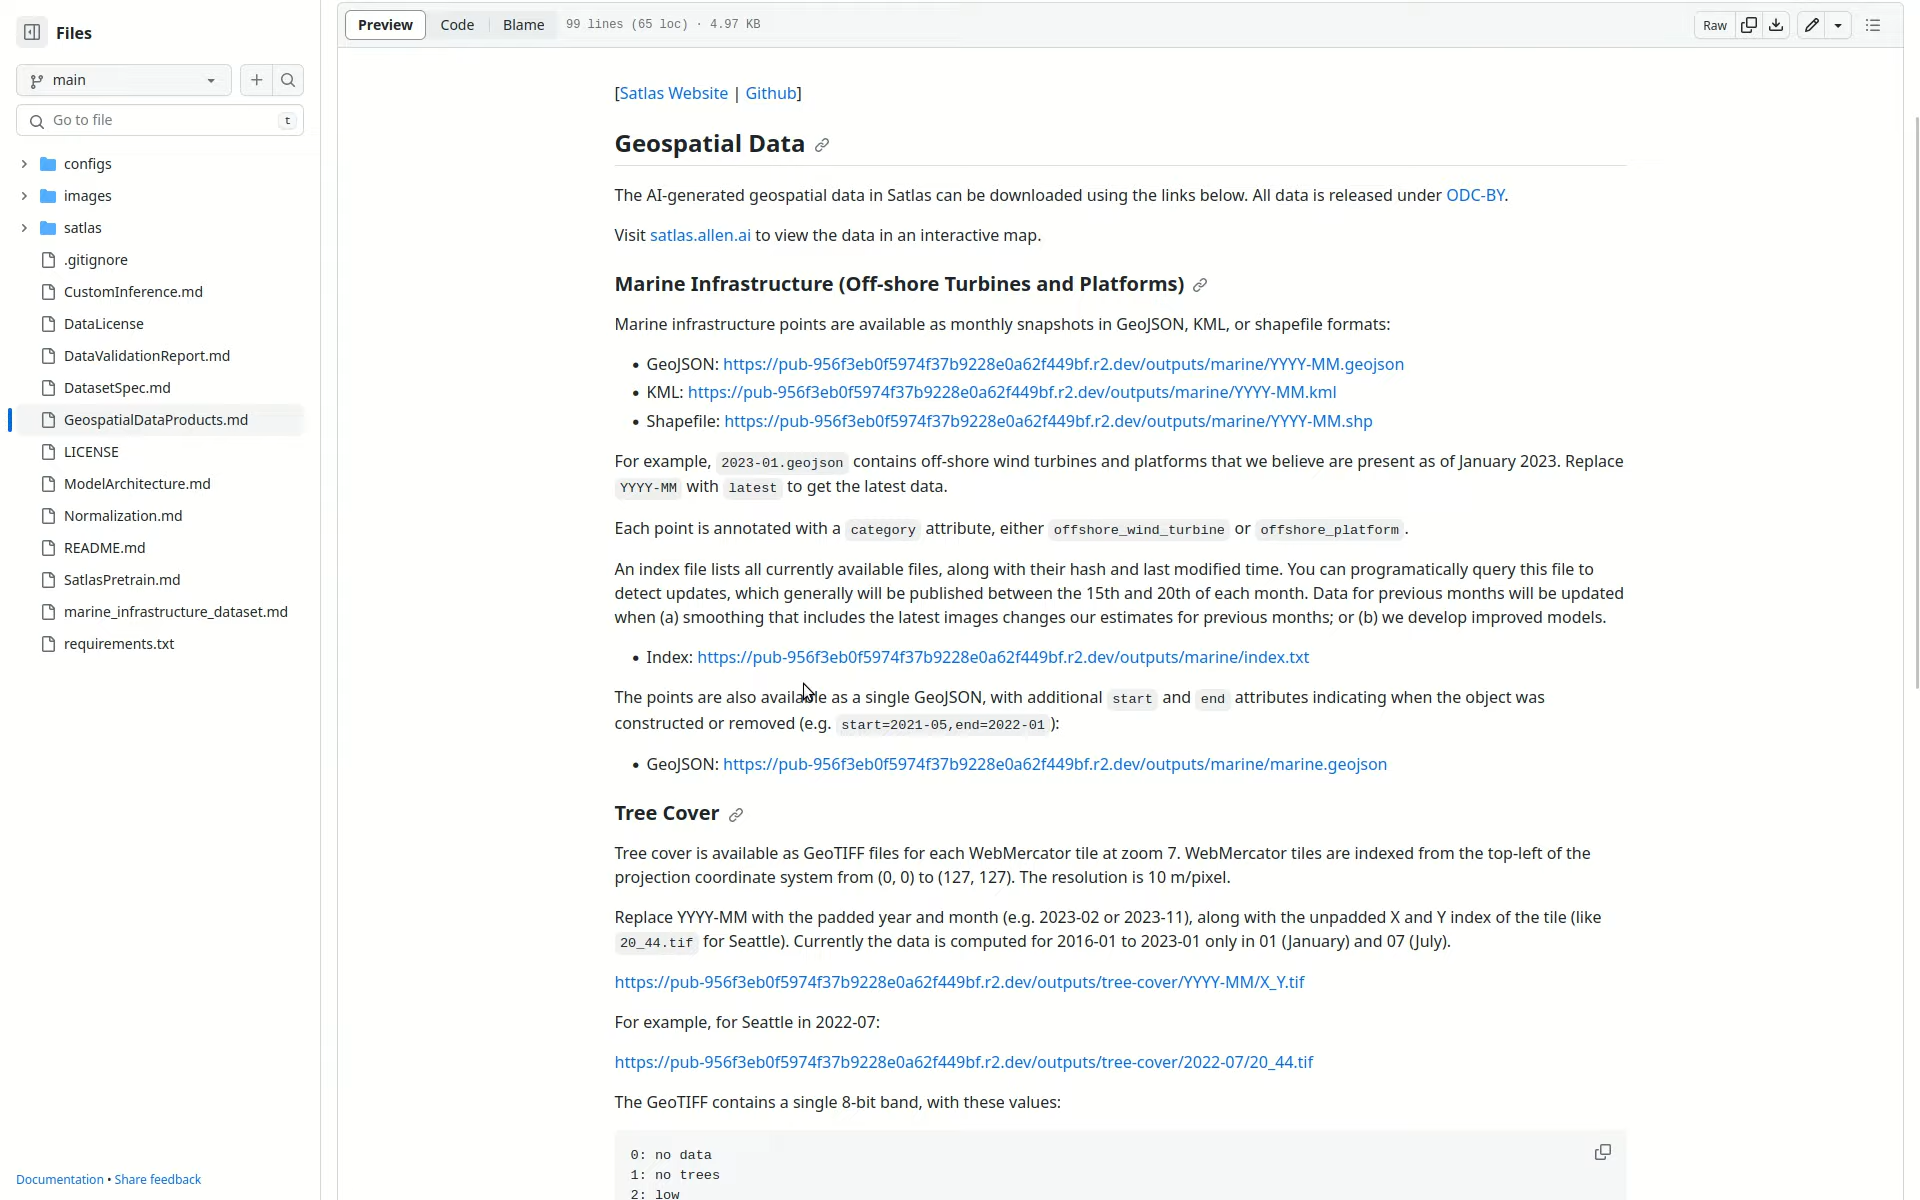 Files
main
Go to file
t
configs
images
satlas
.gitignore
CustomInference.md
DataLicense
DataValidationReport.md
DatasetSpec.md
GeospatialDataProducts.md
LICENSE
ModelArchitecture.md
Normalization.md
README.md
SatlasPretrain.md
marine_infrastructure_dataset.md
requirements.txt
Documentation • Share feedback
Preview Code Blame 99 lines (65 loc) · 4.97 KB
Raw
[Satlas Website | Github]
Geospatial Data
The AI-generated geospatial data in Satlas can be downloaded using the links below. All data is released under ODC-BY.
Visit satlas.allen.ai to view the data in an interactive map.
Marine Infrastructure (Off-shore Turbines and Platforms)
Marine infrastructure points are available as monthly snapshots in GeoJSON, KML, or shapefile formats:
• GeoJSON: https://pub-956f3eb0f5974f37b9228e0a62f449bf.r2.dev/outputs/marine/YYYY-MM.geojson
• KML: https://pub-956f3eb0f5974f37b9228e0a62f449bf.r2.dev/outputs/marine/YYYY-MM.kml
• Shapefile: https://pub-956f3eb0f5974f37b9228e0a62f449bf.r2.dev/outputs/marine/YYYY-MM.shp
For example, 2023-01.geojson contains off-shore wind turbines and platforms that we believe are present as of January 2023. Replace
YYYY-MM with latest to get the latest data.
Each point is annotated with a category attribute, either offshore_wind_turbine or offshore_platform.
An index file lists all currently available files, along with their hash and last modified time. You can programatically query this file to
detect updates, which generally will be published between the 15th and 20th of each month. Data for previous months will be updated
when (a) smoothing that includes the latest images changes our estimates for previous months; or (b) we develop improved models.
• Index: https://pub-956f3eb0f5974f37b9228e0a62f449bf.r2.dev/outputs/marine/index.txt
The points are also available as a single GeoJSON, with additional start and end attributes indicating when the object was
constructed or removed (e.g. start=2021-05,end=2022-01):
• GeoJSON: https://pub-956f3eb0f5974f37b9228e0a62f449bf.r2.dev/outputs/marine/marine.geojson
Tree Cover
Tree cover is available as GeoTIFF files for each WebMercator tile at zoom 7. WebMercator tiles are indexed from the top-left of the
projection coordinate system from (0, 0) to (127, 127). The resolution is 10 m/pixel.
Replace YYYY-MM with the padded year and month (e.g. 2023-02 or 2023-11), along with the unpadded X and Y index of the tile (like
20_44.tif for Seattle). Currently the data is computed for 2016-01 to 2023-01 only in 01 (January) and 07 (July).
https://pub-956f3eb0f5974f37b9228e0a62f449bf.r2.dev/outputs/tree-cover/YYYY-MM/X_Y.tif
For example, for Seattle in 2022-07:
https://pub-956f3eb0f5974f37b9228e0a62f449bf.r2.dev/outputs/tree-cover/2022-07/20_44.tif
The GeoTIFF contains a single 8-bit band, with these values:
0: no data
1: no trees
2: low